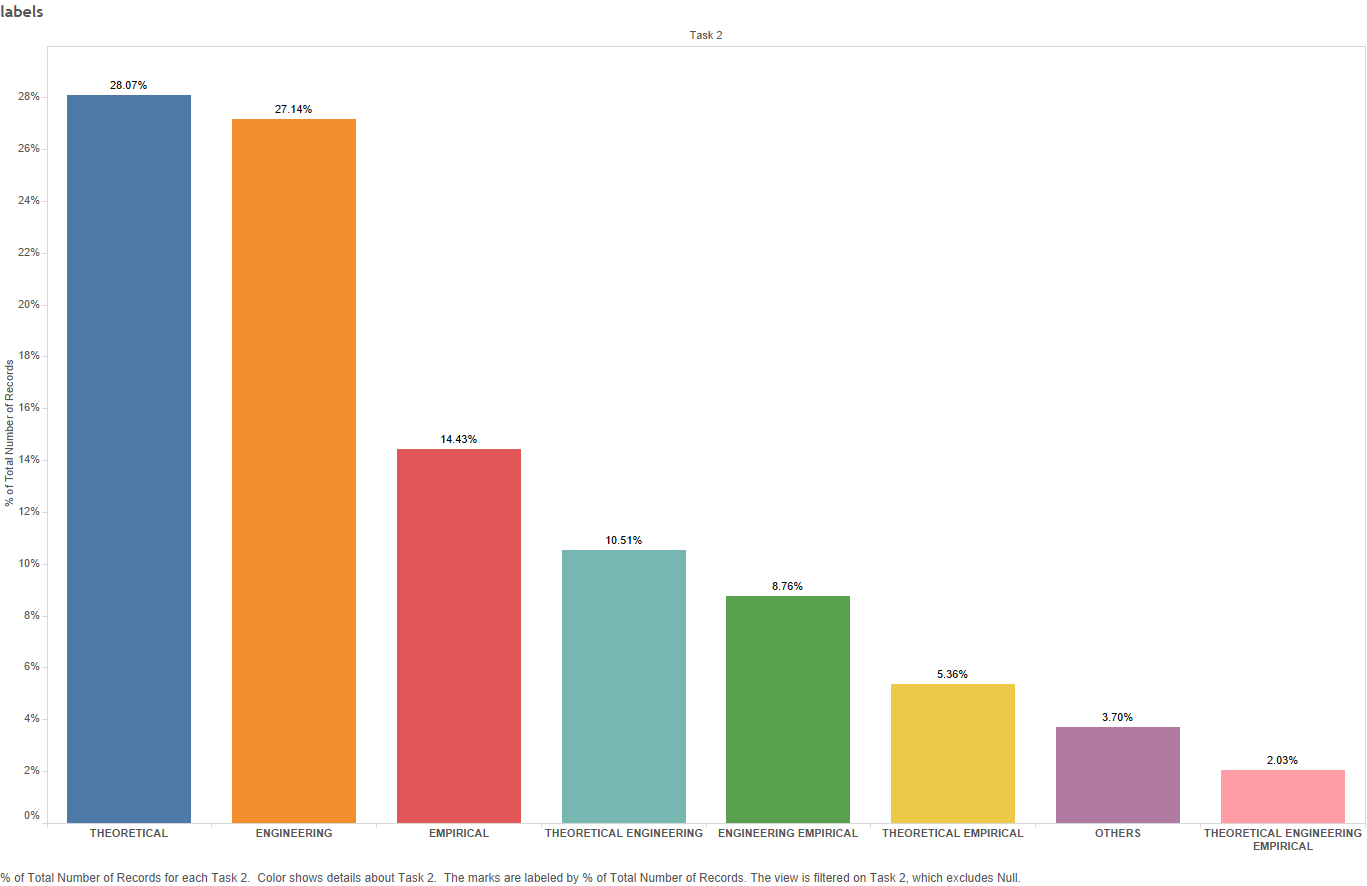 labels
Task 2
28.07%
27.14%
14.43%
10.51%
8.76%
5.36%
3.70%
2.03%
28%
26%
24%
22%
20%
18%
16%
14%
12%
10%
8%
6%
4%
2%
0%
% of Total Number of Records
THEORETICAL
ENGINEERING
EMPIRICAL
THEORETICAL ENGINEERING
ENGINEERING EMPIRICAL
THEORETICAL EMPIRICAL
OTHERS
THEORETICAL ENGINEERING
EMPIRICAL
% of Total Number of Records for each Task 2.  Color shows details about Task 2.  The marks are labeled by % of Total Number of Records. The view is filtered on Task 2, which excludes Null.